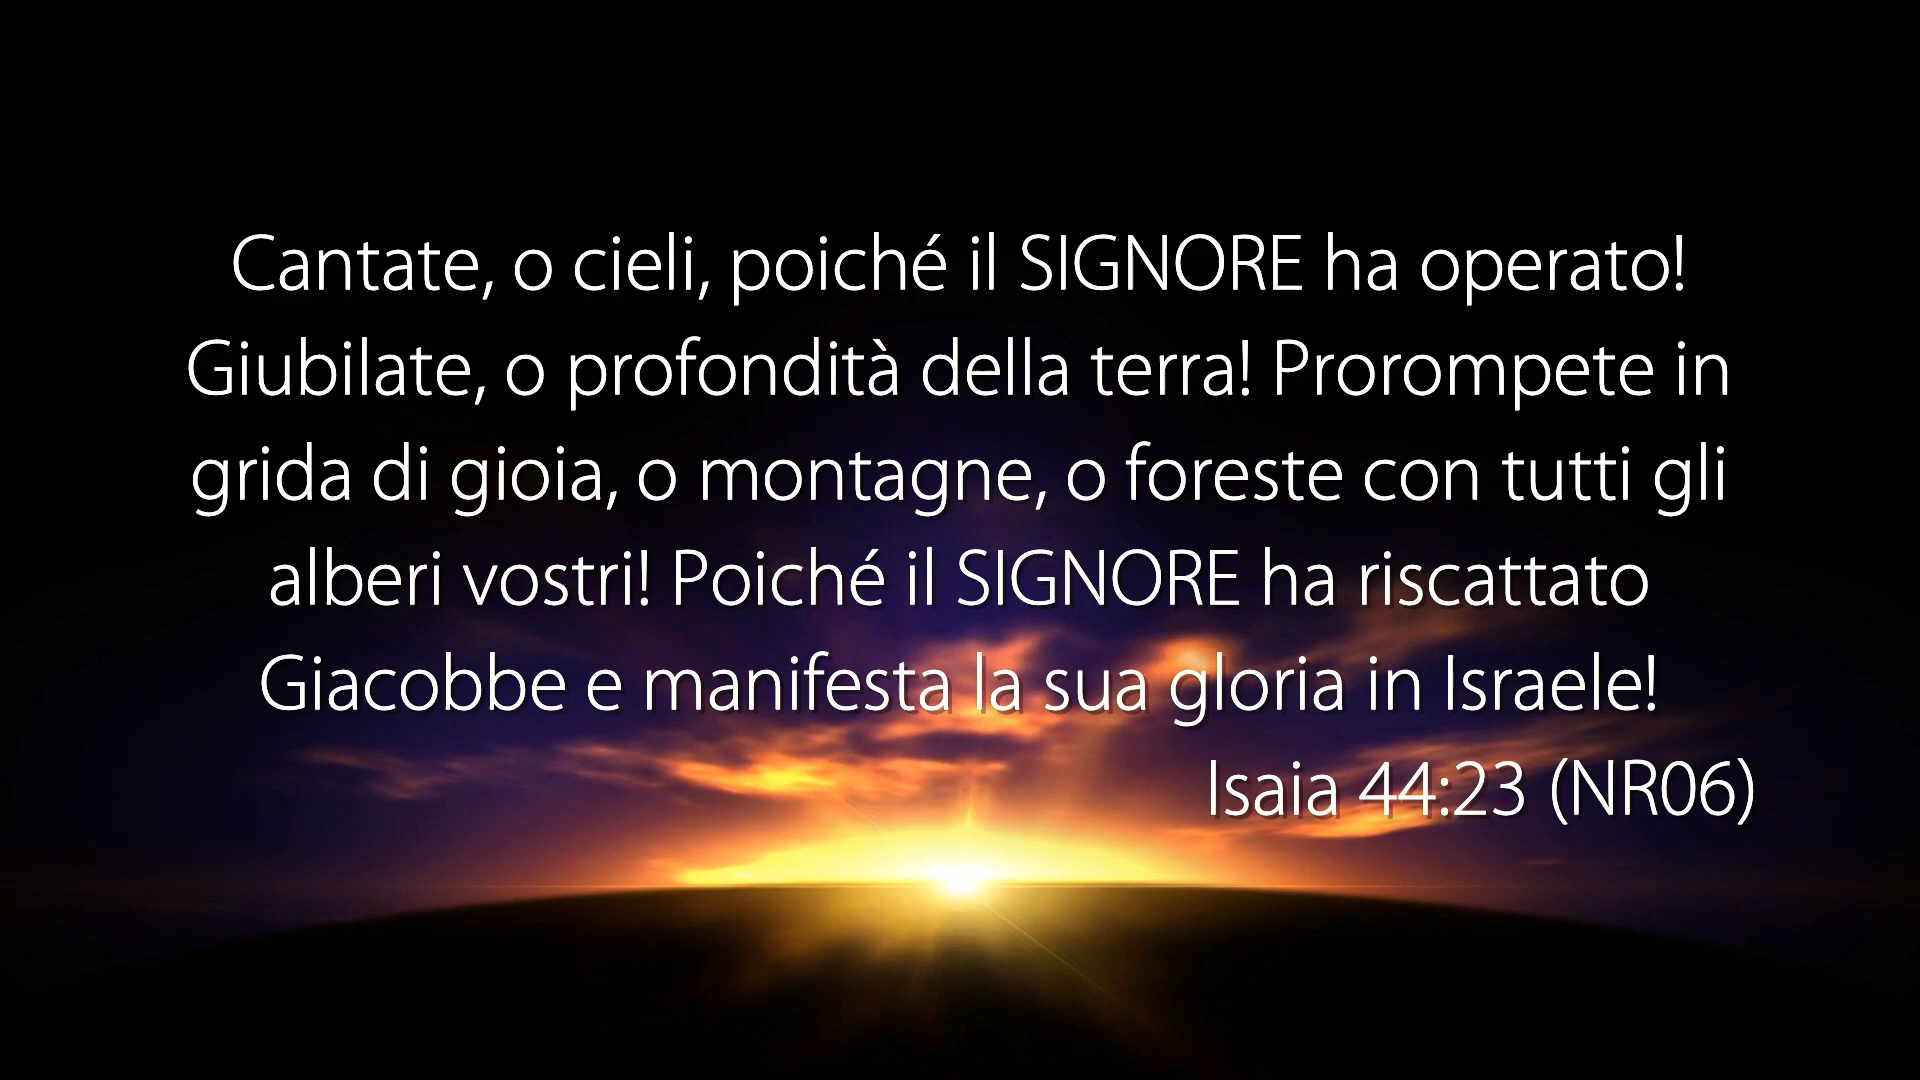 Cantate, o cieli, poiché il SIGNORE ha operato!
Giubilate, o profondità della terra! Prorompete in
grida di gioia, o montagne, o foreste con tutti gli
alberi vostri! Poiché il SIGNORE ha riscattato
Giacobbe e manifesta la sua gloria in Israele!
Isaia 44:23 (NR06)